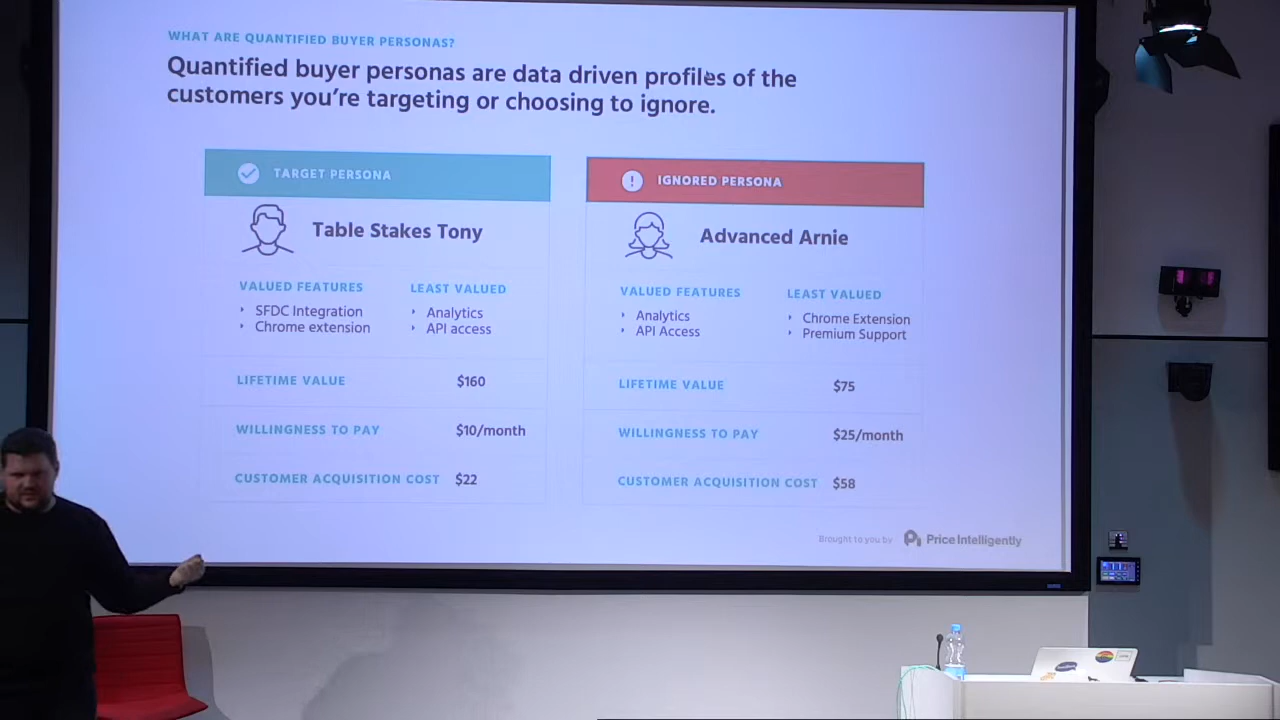 WHAT ARE QUANTIFIED BUYER PERSONAS?
Quantified buyer personas are data driven profiles of the
customers you're targeting or choosing to ignore.
TARGET PERSONA
Table Stakes Tony
VALUED FEATURES
SFDC Integration
Chrome extension
LEAST VALUED
Analytics
API access
LIFETIME VALUE $160
WILLINGNESS TO PAY $10/month
CUSTOMER ACQUISITION COST $22
IGNORED PERSONA
Advanced Arnie
VALUED FEATURES
Analytics
API Access
LEAST VALUED
Chrome Extension
Premium Support
LIFETIME VALUE $75
WILLINGNESS TO PAY $25/month
CUSTOMER ACQUISITION COST $58
Brought to you by Price Intelligently